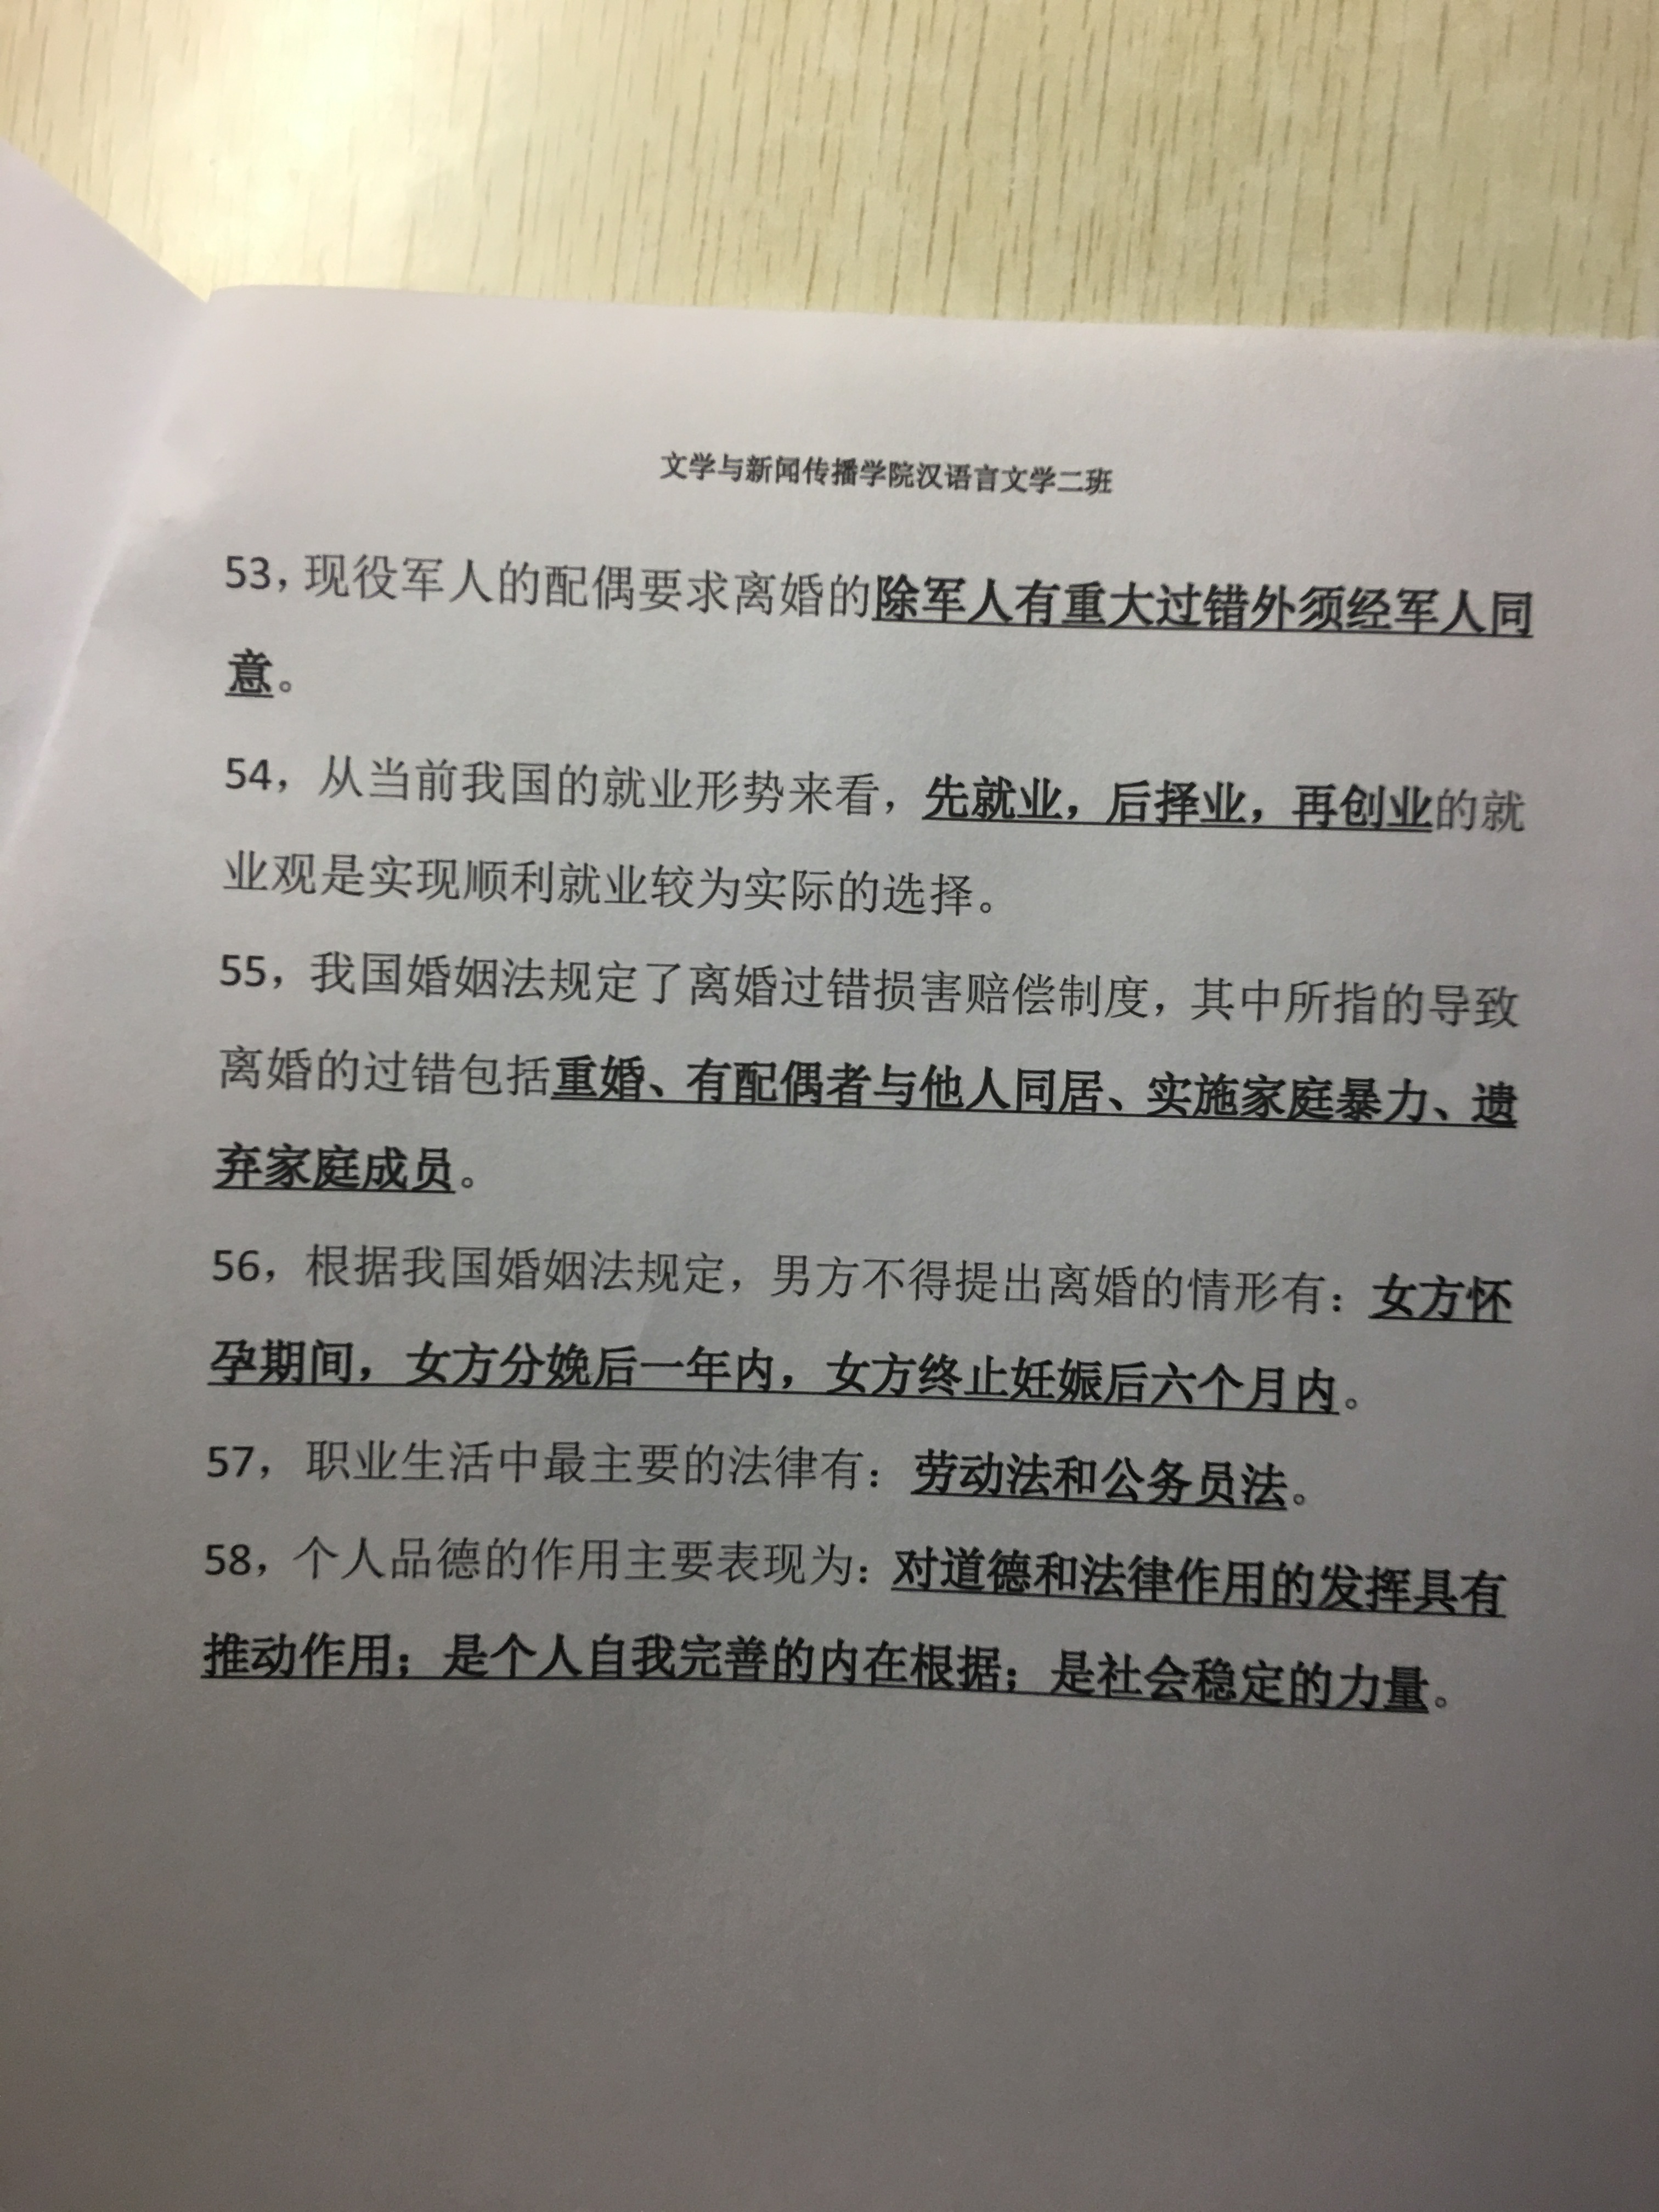 文学与新闻传播学院汉语言文学二班
53，现役军人的配偶要求离婚的除军人有重大过错外须经军人同
意。
54，从当前我国的就业形势来看，先就业，后择业，再创业的就
业观是实现顺利就业较为实际的选择。
55，我国婚姻法规定了离婚过错损害赔偿制度，其中所指的导致
离婚的过错包括重婚、有配偶者与他人同居、实施家庭暴力、遗
弃家庭成员。
56，根据我国婚姻法规定，男方不得提出离婚的情形有：女方怀
孕期间，女方分娩后一年内，女方终止妊娠后六个月内。
57，职业生活中最主要的法律有：劳动法和公务员法。
58，个人品德的作用主要表现为：对道德和法律作用的发挥具有
推动作用；是个人自我完善的内在根据；是社会稳定的力量。